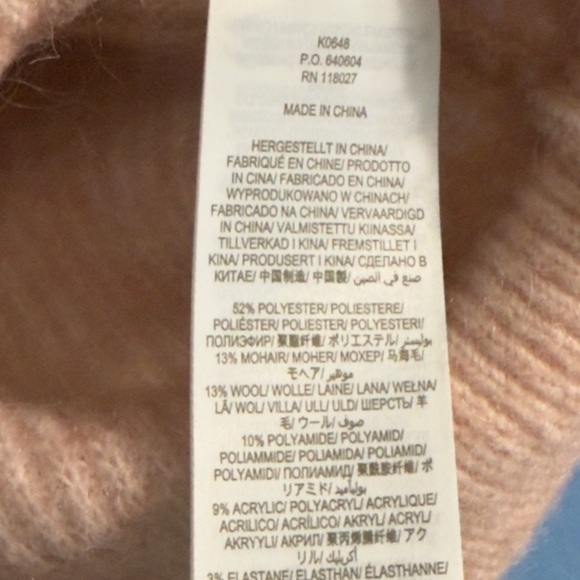 K0648
P.O. 640604
RN 118027
MADE IN CHINA
HERGESTELLT IN CHINA/
FABRIQUÉ EN CHINE/ PRODOTTO
IN CINA/ FABRICADO EN CHINA/
WYPRODUKOWANO W CHINACH/
FABRICADO NA CHINA/ VERVAARDIGD
IN CHINA/ VALMISTETTU KIINASSA/
TILLVERKAD I KINA/ FREMSTILLET I
KINA/ PRODUSERT I KINA/ СДЕЛАНО В
КИТАЕ/ 中国制造/ 中国製/ صنع في الصين
52% POLYESTER/ POLIESTERE/
POLIÉSTER/ POLIESTER/ POLYESTERI/
ПОЛИЭФИР/ 聚酯纤维/ ポリエステル/ بوليستر
13% MOHAIR/ MOHER/ МОХЕР/ 马海毛/
モヘア/ موهير
13% WOOL/ WOLLE/ LAINE/ LANA/ WEŁNA/
LÃ/ WOL/ VILLA/ ULL/ ULD/ ШЕРСТЬ/ 羊
毛/ ウール/ صوف
10% POLYAMIDE/ POLYAMID/
POLIAMMIDE/ POLIAMIDA/ POLIAMID/
POLYAMIDI/ ПОЛИАМИД/ 聚酰胺纤维/ ポ
リアミド/ بولياميد
9% ACRYLIC/ POLYACRYL/ ACRYLIQUE/
ACRILICO/ ACRÍLICO/ AKRYL/ ACRYL/
AKRYYLI/ АКРИЛ/ 聚丙烯腈纤维/ アク
リル/ أكريليك
3% ELASTANE/ ELASTHAN/ ÉLASTHANNE/